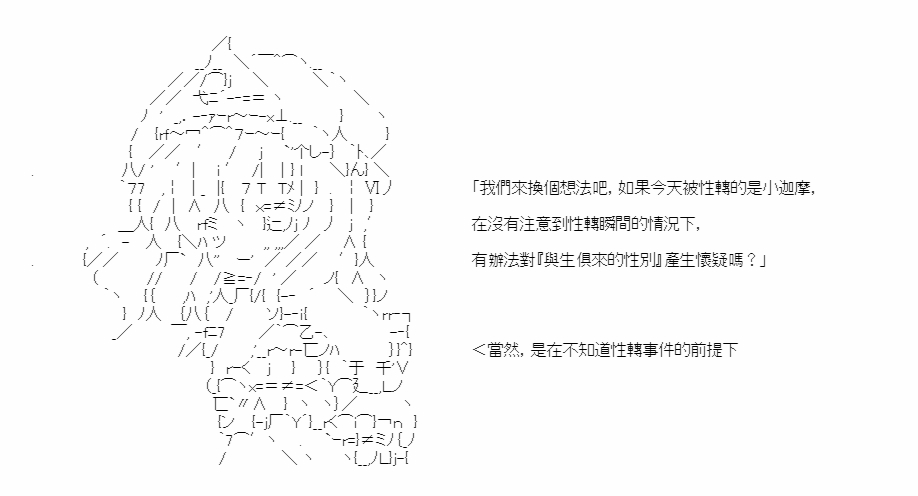 「我們來換個想法吧，如果今天被性轉的是小迦摩，
在沒有注意到性轉瞬間的情況下，
有辦法對『與生俱來的性別』產生懷疑嗎？」
＜當然，是在不知道性轉事件的前提下